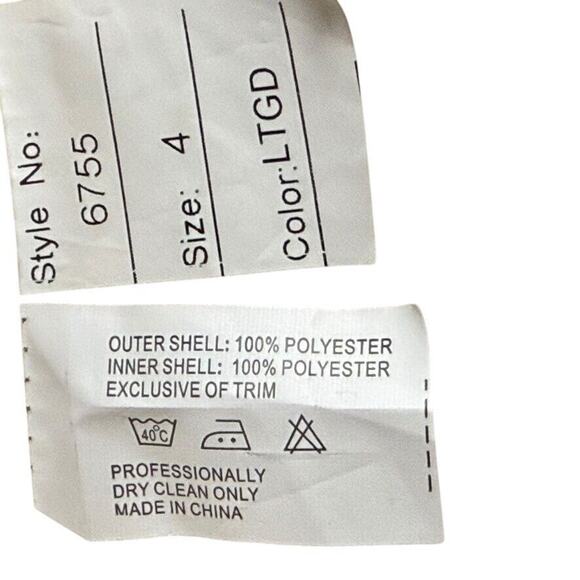 Style No:
6755
Size: 4
Color:LTGD
OUTER SHELL: 100% POLYESTER
INNER SHELL: 100% POLYESTER
EXCLUSIVE OF TRIM
40°C
PROFESSIONALLY
DRY CLEAN ONLY
MADE IN CHINA